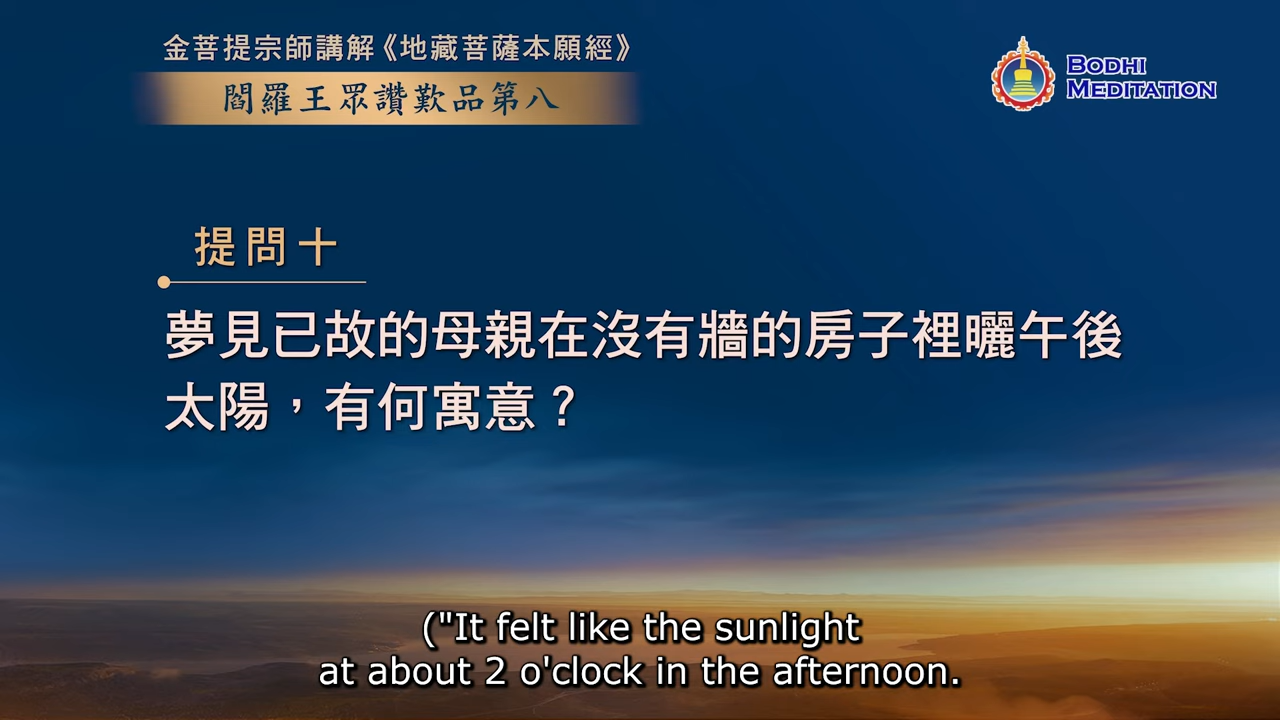 金菩提宗師講解《地藏菩薩本願經》
閻羅王眾讚歎品第八
BODHI
MEDITATION
提問十
夢見已故的母親在沒有牆的房子裡曬午後
太陽，有何寓意？
("It felt like the sunlight
at about 2 o'clock in the afternoon.